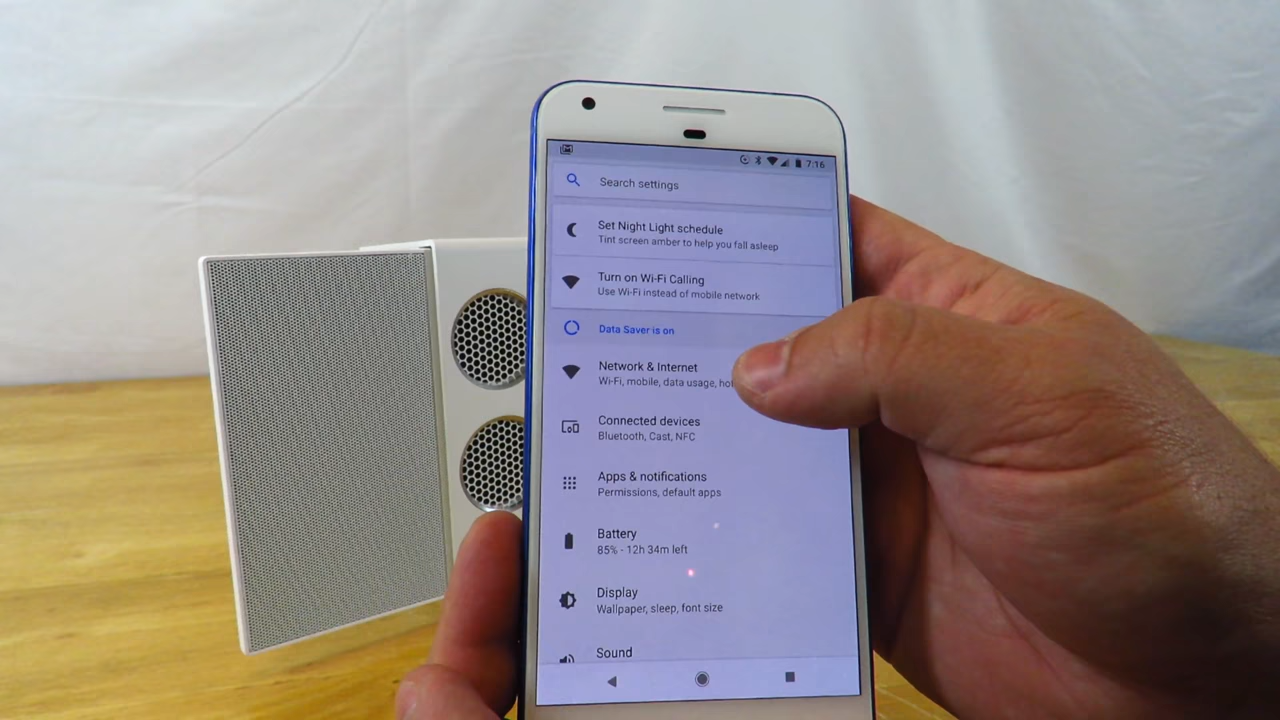 7:16
Search settings
Set Night Light schedule
Tint screen amber to help you fall asleep
Turn on Wi-Fi Calling
Use Wi-Fi instead of mobile network
Data Saver is on
Network & Internet
Wi-Fi, mobile, data usage,
Connected devices
Bluetooth, Cast, NFC
Apps & notifications
Permissions, default apps
Battery
85% - 12h 34m left
Display
Wallpaper, sleep, font size
Sound